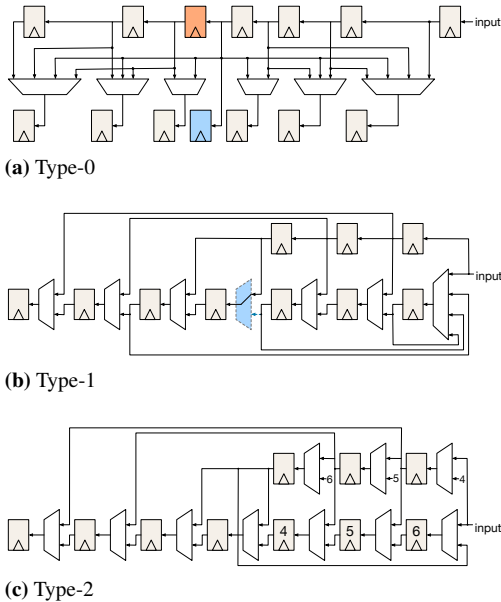 input
(a) Type-0
input
(b) Type-1
6 5 4
input
4 5 6
(c) Type-2